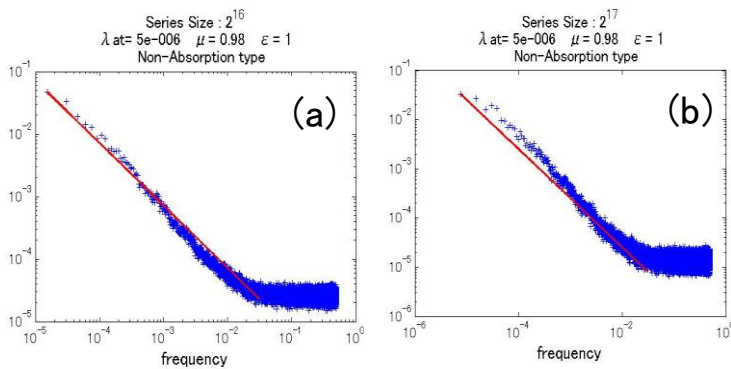 Series Size : 2^16
λ at= 5e-006 μ = 0.98 ε = 1
Non-Absorption type
(a)
10^-1
10^-2
10^-3
10^-4
10^-5
10^-5 10^-4 10^-3 10^-2 10^-1 10^0
frequency
Series Size : 2^17
λ at= 5e-006 μ = 0.98 ε = 1
Non-Absorption type
(b)
10^-1
10^-2
10^-3
10^-4
10^-5
10^-6
10^-6 10^-4 10^-2 10^0
frequency